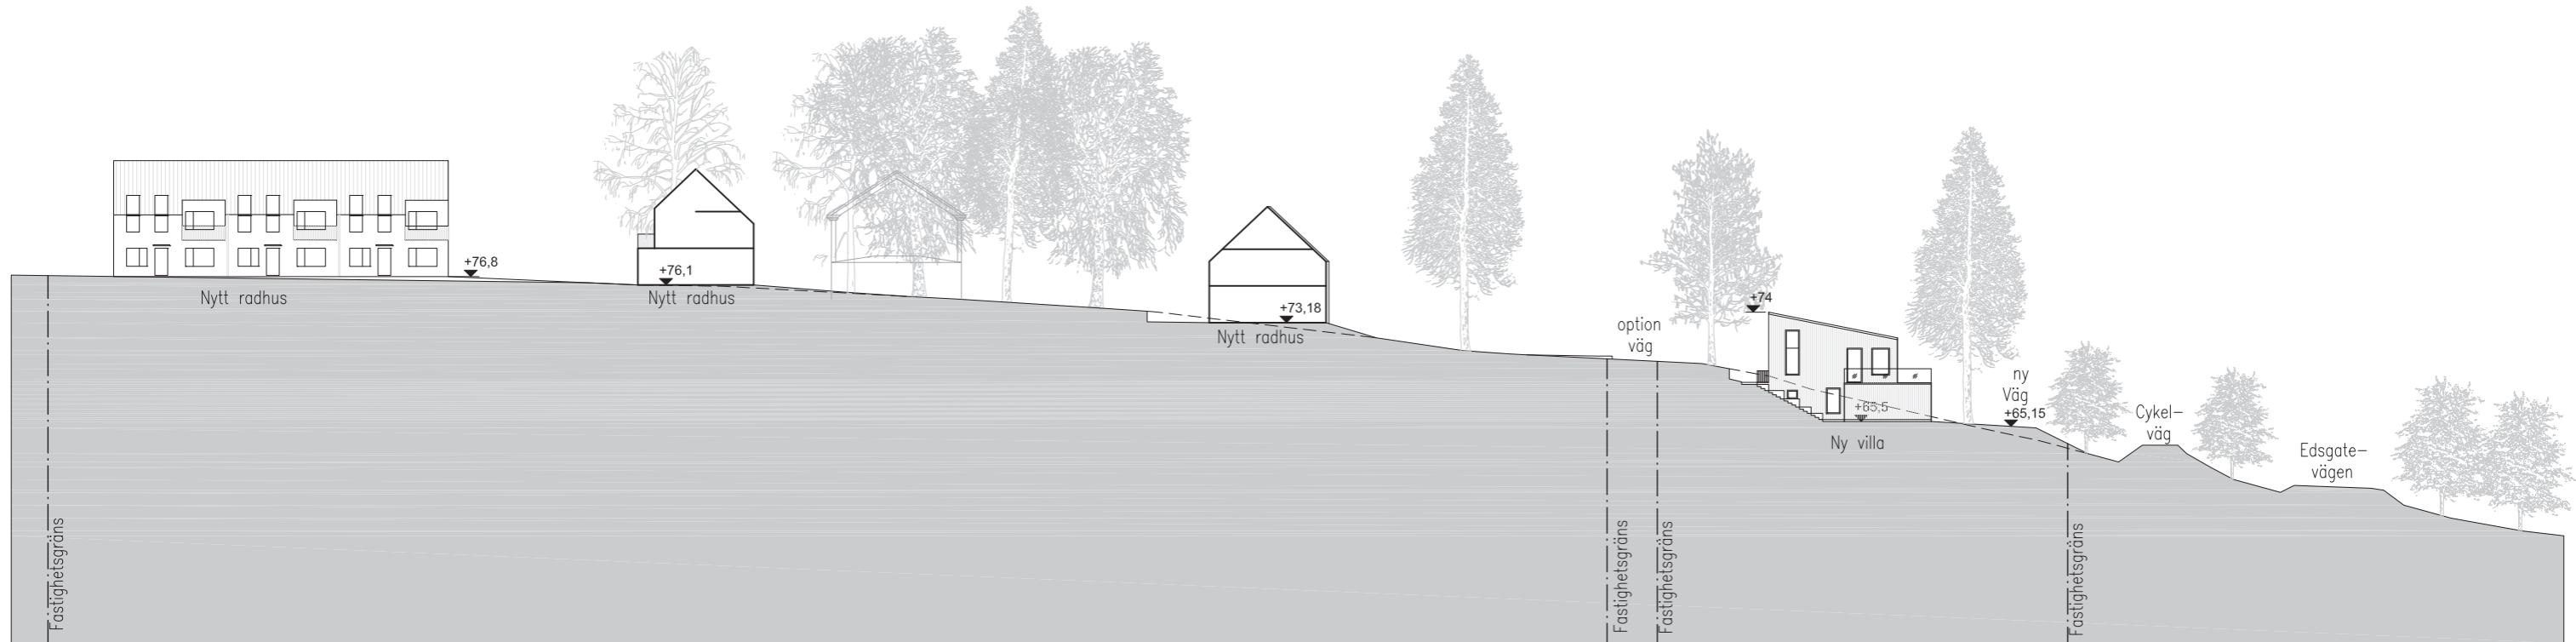 +76,8
Nytt radhus
+76,1
Nytt radhus
+73,18
Nytt radhus
option
väg
+74
+65,5
Ny villa
ny
Väg
+65,15
Cykel-
väg
Edsgate-
vägen
Fastighetsgräns
Fastighetsgräns
Fastighetsgräns
Fastighetsgräns